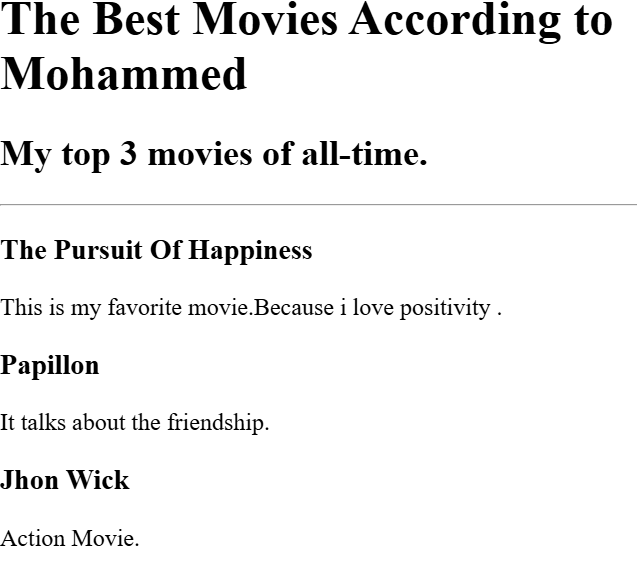 The Best Movies According to
Mohammed
My top 3 movies of all-time.
The Pursuit Of Happiness
This is my favorite movie.Because i love positivity .
Papillon
It talks about the friendship.
Jhon Wick
Action Movie.